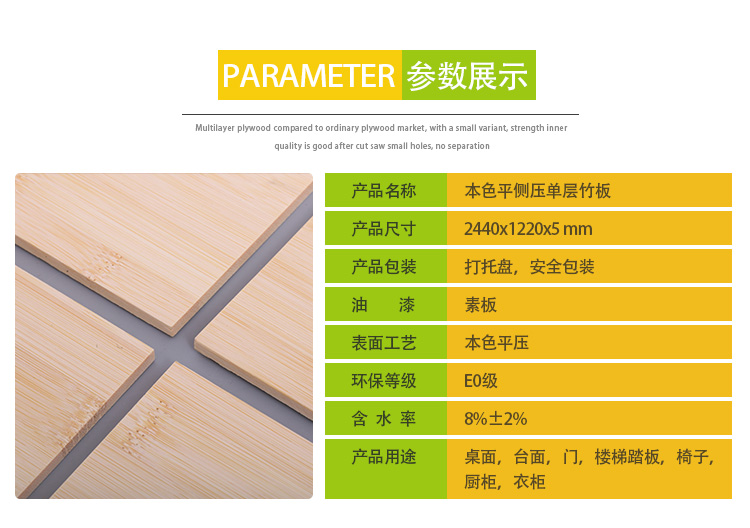 PARAMETER 参数展示
Multilayer plywood compared to ordinary plywood market, with a small variant, strength inner
quality is good after cut saw small holes, no separation
产品名称 本色平侧压单层竹板
产品尺寸 2440x1220x5 mm
产品包装 打托盘，安全包装
油 漆 素板
表面工艺 本色平压
环保等级 E0级
含 水 率 8%±2%
产品用途 桌面，台面，门，楼梯踏板，椅子，
厨柜，衣柜